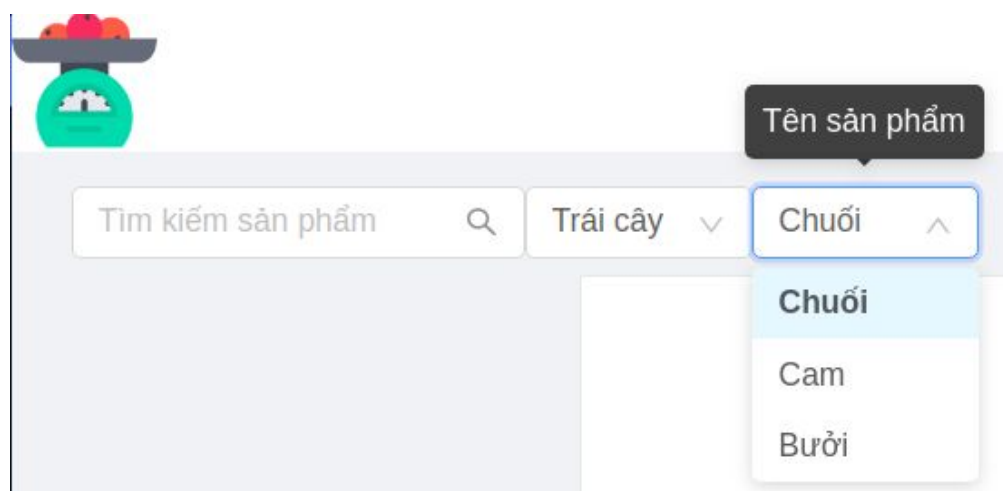 Tên sản phẩm
Tìm kiếm sản phẩm Trái cây Chuối
Chuối
Cam
Bưởi